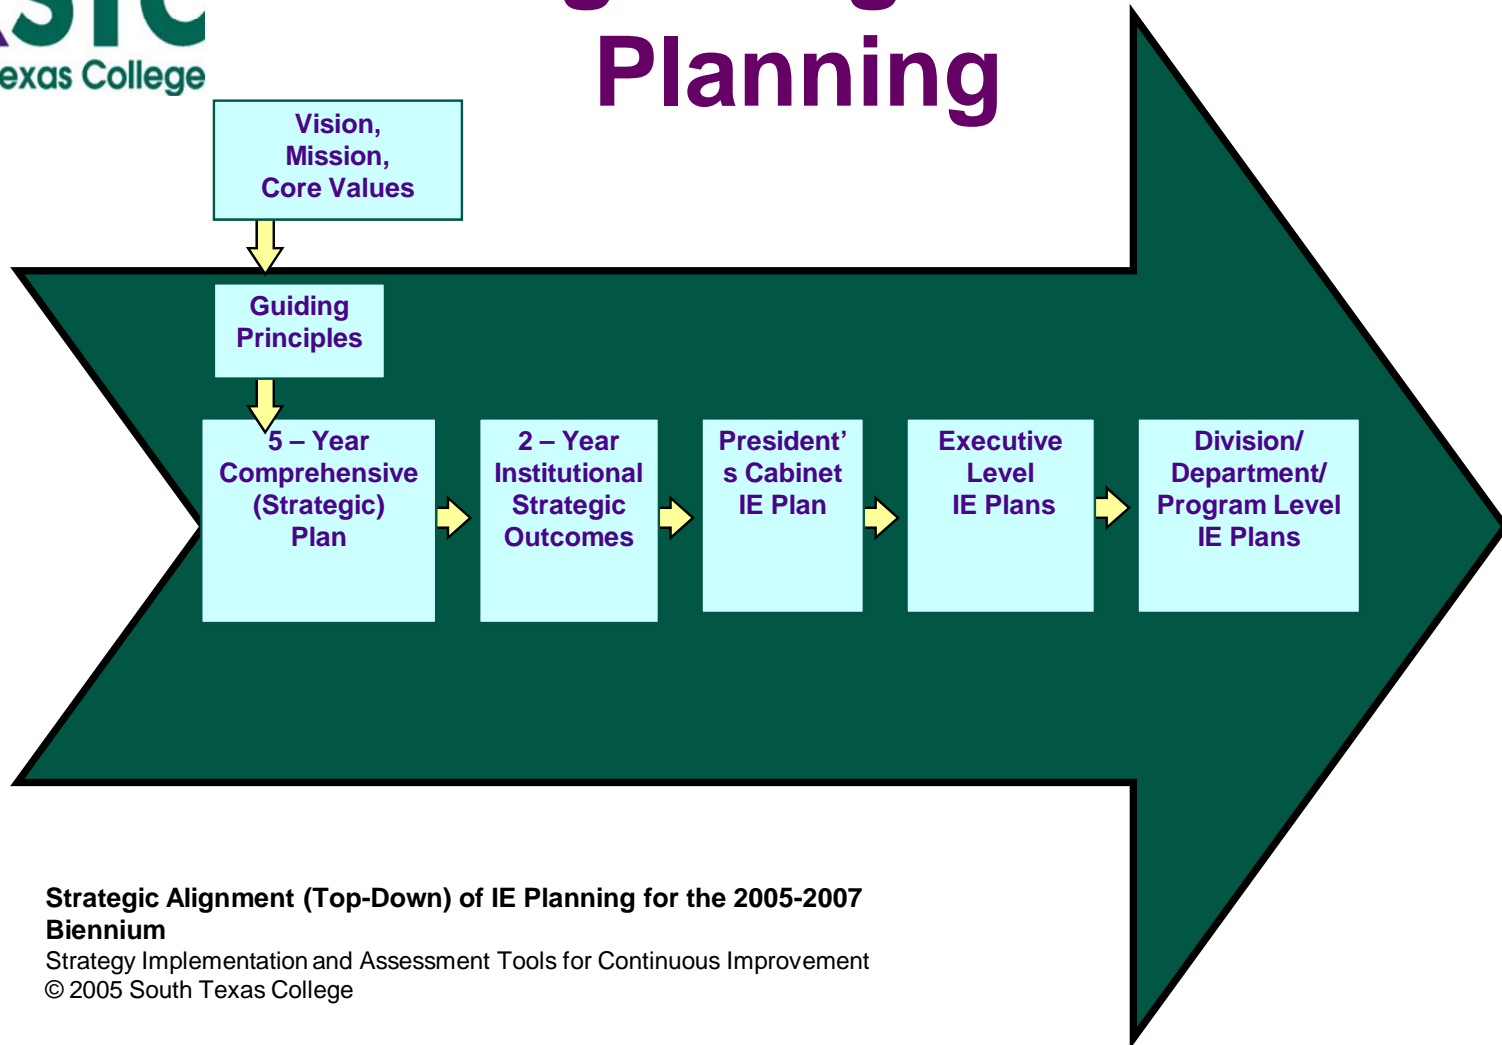 Texas College
Planning
Vision,
Mission,
Core Values
Guiding
Principles
5 – Year
Comprehensive
(Strategic)
Plan
2 – Year
Institutional
Strategic
Outcomes
President’
s Cabinet
IE Plan
Executive
Level
IE Plans
Division/
Department/
Program Level
IE Plans
Strategic Alignment (Top-Down) of IE Planning for the 2005-2007
Biennium
Strategy Implementation and Assessment Tools for Continuous Improvement
© 2005 South Texas College